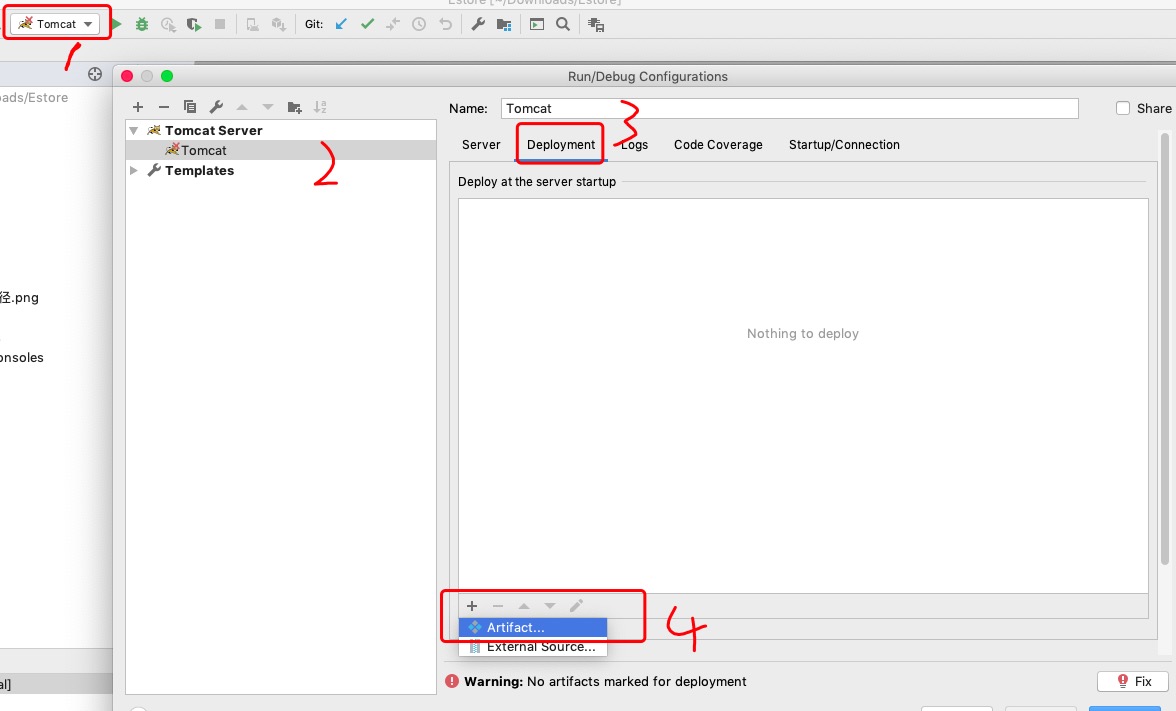 Estore [~/Downloads/Estore]
Tomcat
Git:
1
Run/Debug Configurations
ads/Estore
Name: Tomcat
Share
3
Tomcat Server
Tomcat
2
Templates
Server Deployment Logs Code Coverage Startup/Connection
Deploy at the server startup
径.png
onsoles
Nothing to deploy
Artifact...
External Source...
4
al]
Warning: No artifacts marked for deployment
Fix